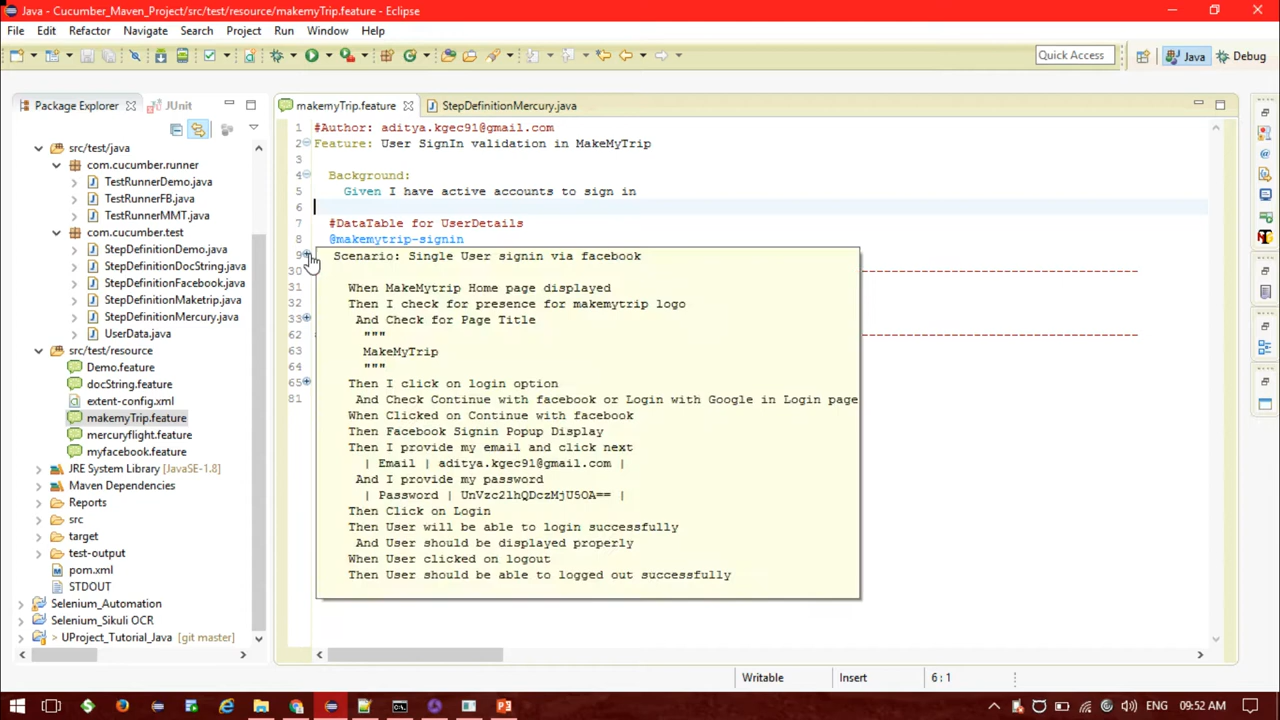 Java - Cucumber_Maven_Project/src/test/resource/makemyTrip.feature - Eclipse
File Edit Refactor Navigate Search Project Run Window Help
Quick Access
Java
Debug
Package Explorer
JUnit
makemyTrip.feature
StepDefinitionMercury.java
src/test/java
com.cucumber.runner
TestRunnerDemo.java
TestRunnerFB.java
TestRunnerMMT.java
com.cucumber.test
StepDefinitionDemo.java
StepDefinitionDocString.java
StepDefinitionFacebook.java
StepDefinitionMaketrip.java
StepDefinitionMercury.java
UserData.java
src/test/resource
Demo.feature
docString.feature
extent-config.xml
makemyTrip.feature
mercuryflight.feature
myfacebook.feature
JRE System Library [JavaSE-1.8]
Maven Dependencies
Reports
src
target
test-output
pom.xml
STDOUT
Selenium_Automation
Selenium_Sikuli OCR
> UProject_Tutorial_Java [git master]
1 #Author: aditya.kgec91@gmail.com
2 Feature: User SignIn validation in MakeMyTrip
3
4 Background:
5 Given I have active accounts to sign in
6
7 #DataTable for UserDetails
8 @makemytrip-signin
9
30
31
32
33
62
63
64
65
81
Scenario: Single User signin via facebook
When MakeMytrip Home page displayed
Then I check for presence for makemytrip logo
And Check for Page Title
"""
MakeMyTrip
"""
Then I click on login option
And Check Continue with facebook or Login with Google in Login page
When Clicked on Continue with facebook
Then Facebook Signin Popup Display
Then I provide my email and click next
| Email | aditya.kgec91@gmail.com |
And I provide my password
| Password | UnVzc2lhQDczMjU5OA== |
Then Click on Login
Then User will be able to login successfully
And User should be displayed properly
When User clicked on logout
Then User should be able to logged out successfully
Writable
Insert
6 : 1
ENG
09:52 AM